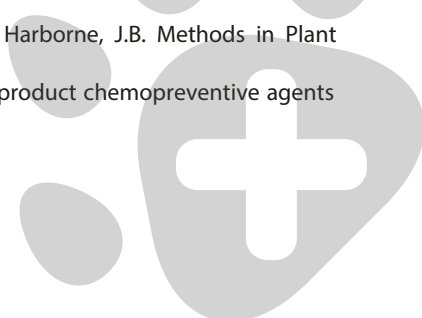 Harborne, J.B. Methods in Plant
product chemopreventive agents